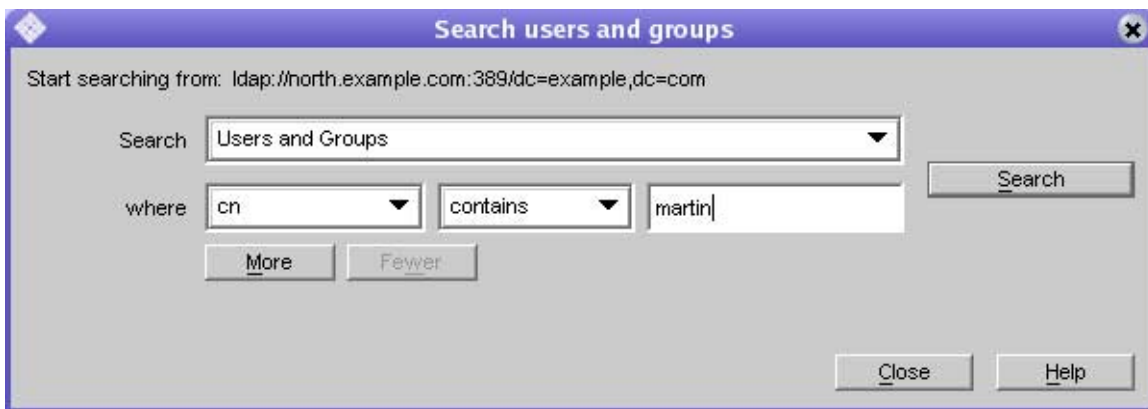 Search users and groups
Start searching from: ldap://north.example.com:389/dc=example,dc=com
Search Users and Groups
Search
where cn contains martin
More Fewer
Close Help